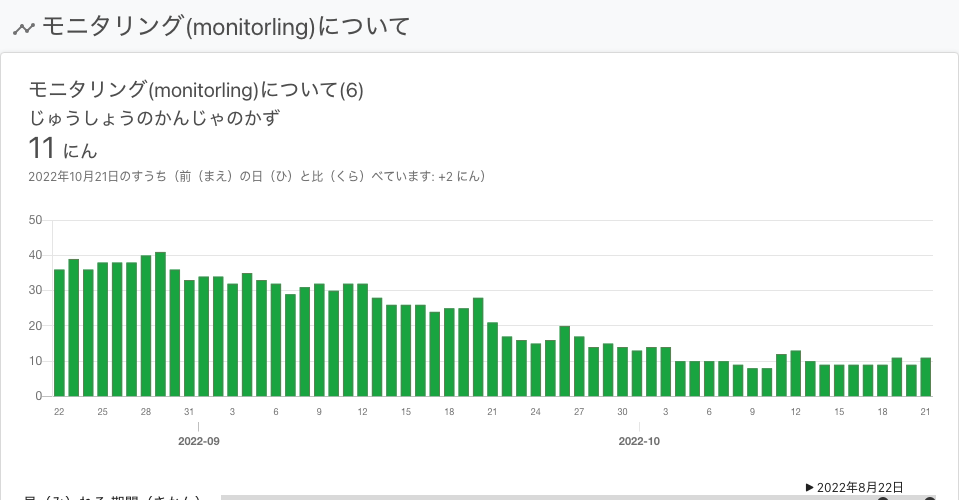 モニタリング(monitorling)について
モニタリング(monitorling)について(6)
じゅうしょうのかんじゃのかず
11 にん
2022年10月21日のすうち（前（まえ）の日（ひ）と比（くら）べています: +2 にん）
50
40
30
20
10
0
22 25 28 31 3 6 9 12 15 18 21 24 27 30 3 6 9 12 15 18 21
2022-09 2022-10
▶ 2022年8月22日